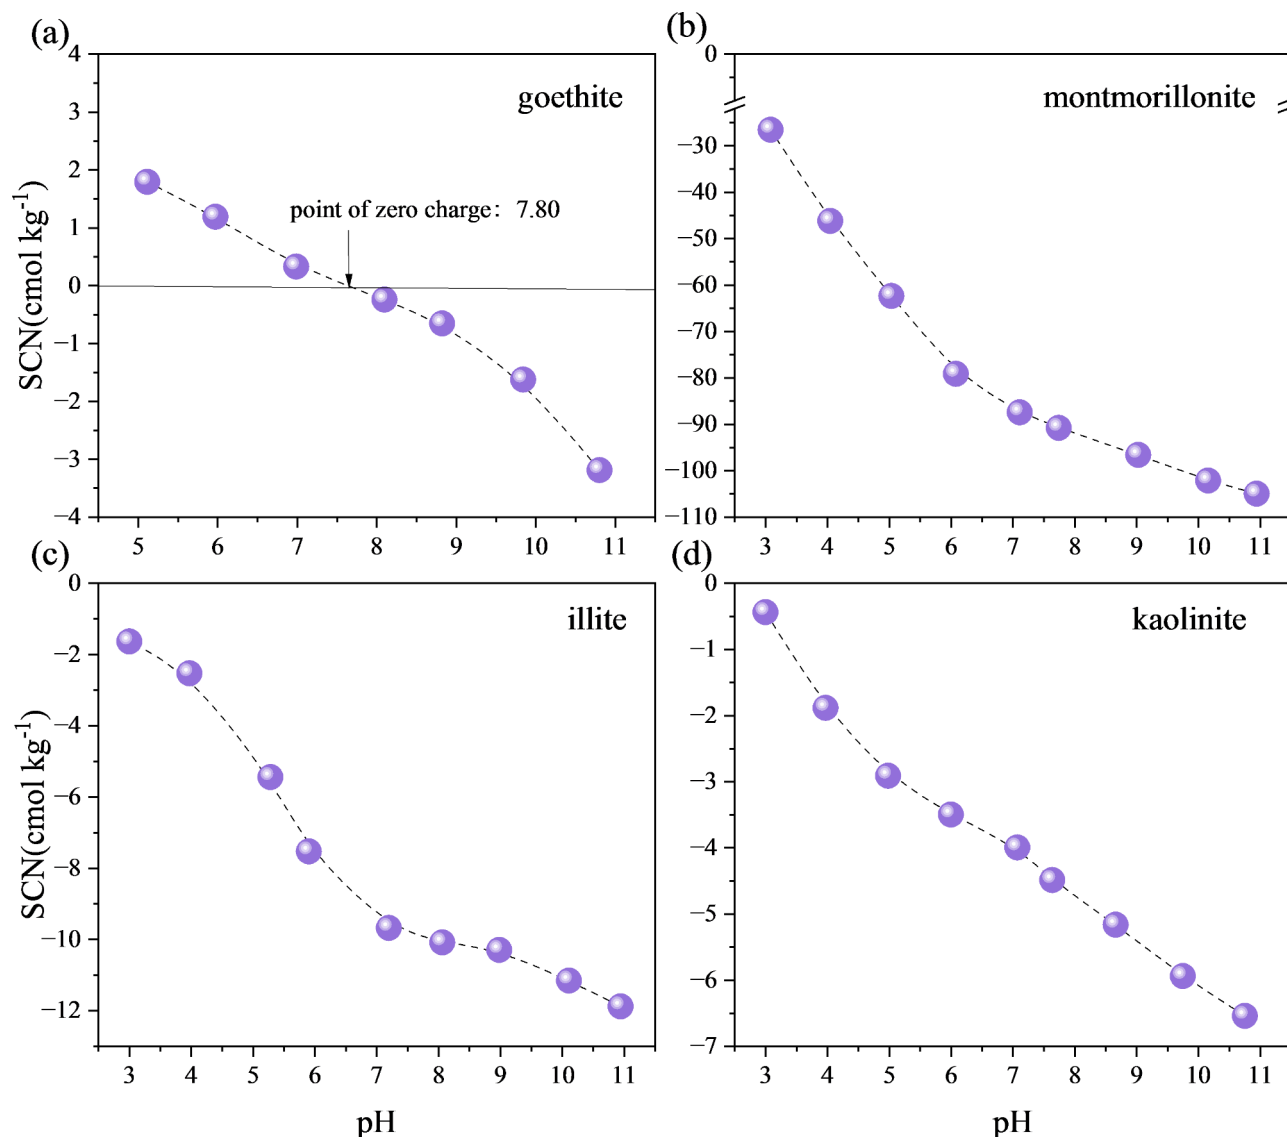 (a)
4
3
2
1
0
−1
−2
−3
−4
SCN(cmol kg⁻¹)
goethite
point of zero charge: 7.80
5 6 7 8 9 10 11
(b)
0
−30
−40
−50
−60
−70
−80
−90
−100
−110
montmorillonite
3 4 5 6 7 8 9 10 11
(c)
0
−2
−4
−6
−8
−10
−12
SCN(cmol kg⁻¹)
illite
3 4 5 6 7 8 9 10 11
pH
(d)
0
−1
−2
−3
−4
−5
−6
−7
kaolinite
3 4 5 6 7 8 9 10 11
pH